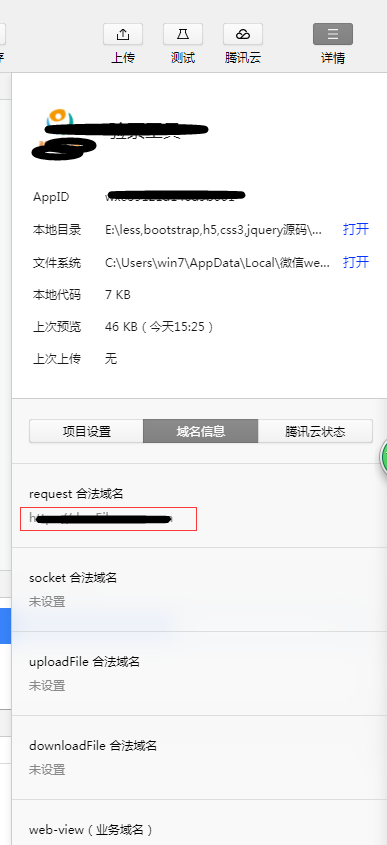 上传 测试 腾讯云 详情
AppID
本地目录 E:\less,bootstrap,h5,css3,jquery源码\... 打开
文件系统 C:\Users\win7\AppData\Local\微信we... 打开
本地代码 7 KB
上次预览 46 KB ( 今天15:25 )
上次上传 无
项目设置 域名信息 腾讯云状态
request 合法域名
socket 合法域名
未设置
uploadFile 合法域名
未设置
downloadFile 合法域名
未设置
web-view ( 业务域名 )